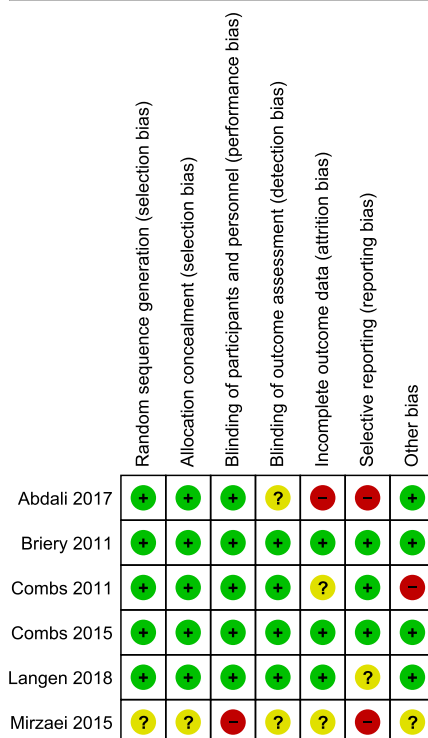 Random sequence generation (selection bias)
Allocation concealment (selection bias)
Blinding of participants and personnel (performance bias)
Blinding of outcome assessment (detection bias)
Incomplete outcome data (attrition bias)
Selective reporting (reporting bias)
Other bias
Abdali 2017 + + + ? − − +
Briery 2011 + + + + + + +
Combs 2011 + + + + ? + −
Combs 2015 + + + + + + +
Langen 2018 + + + + + ? +
Mirzaei 2015 ? ? − ? ? − ?